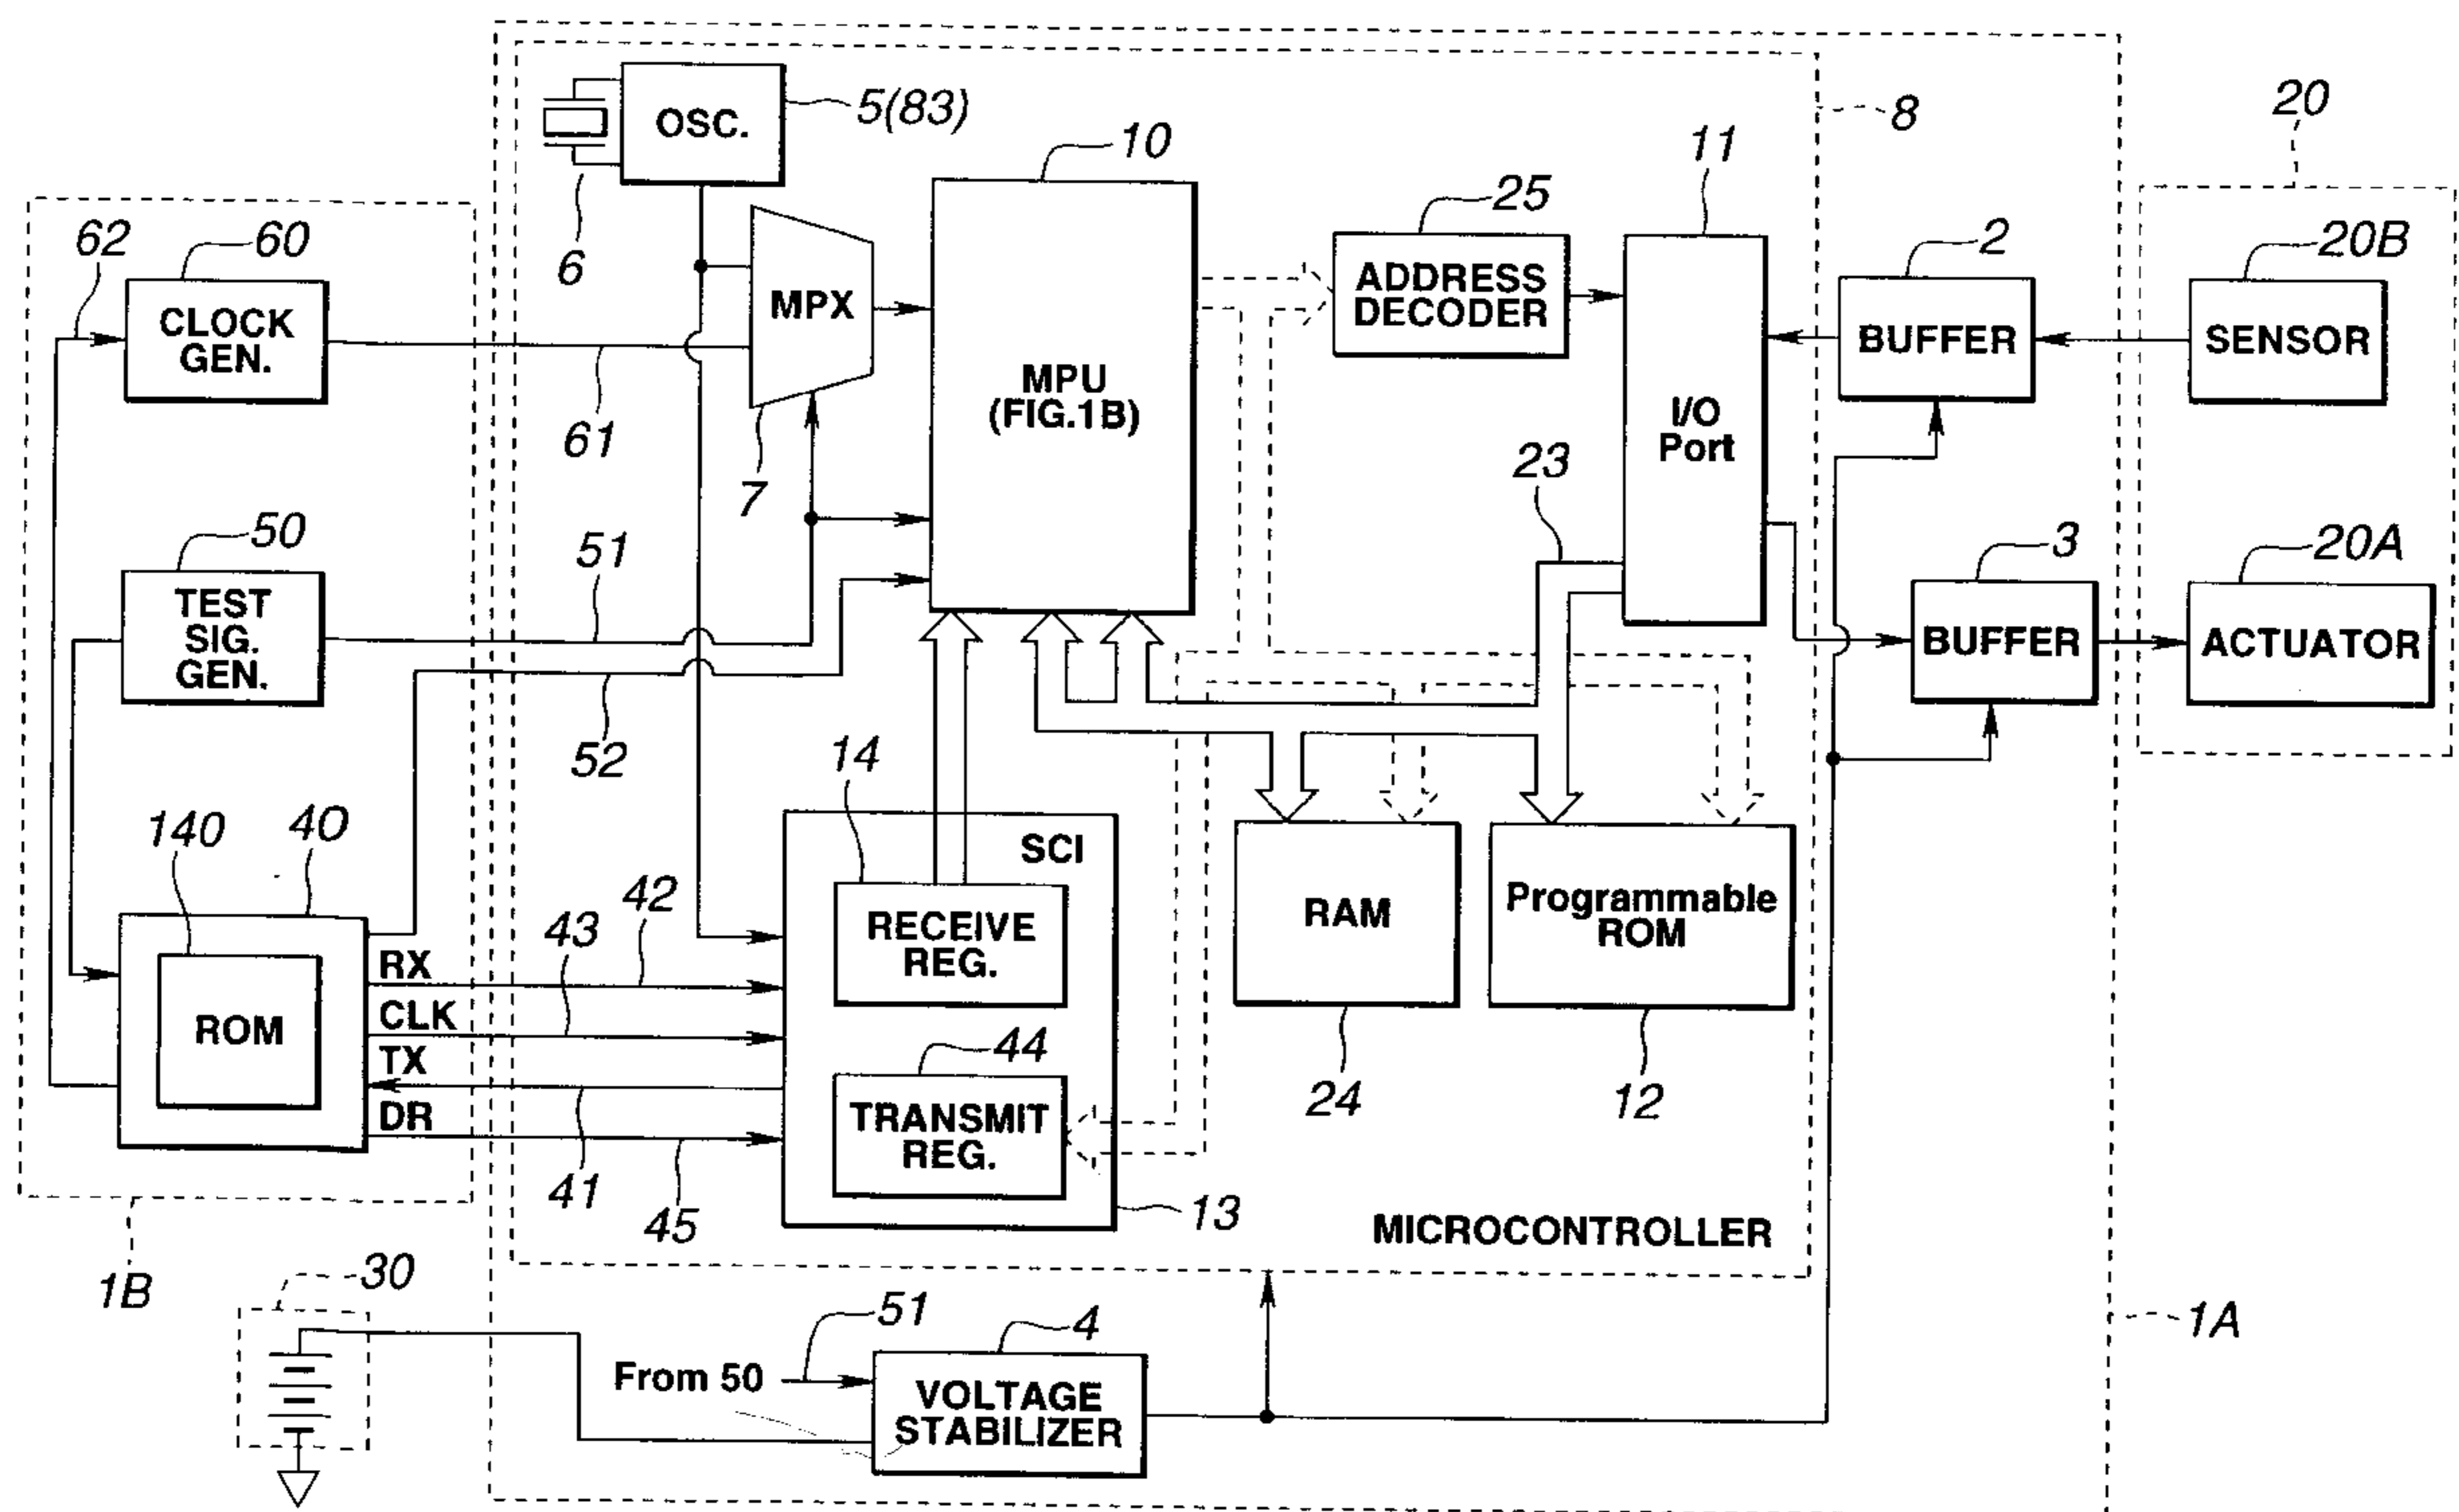 OSC.
5(83)
8
20
6
10
25
11
62
60
2
20B
CLOCK
GEN.
MPX
MPU
(FIG.1B)
ADDRESS
DECODER
I/O
Port
BUFFER
SENSOR
61
7
23
50
51
3
20A
TEST
SIG.
GEN.
BUFFER
ACTUATOR
52
14
140
40
SCI
42
43
RX
RECEIVE
REG.
RAM
Programmable
ROM
ROM
CLK
TX
44
24
12
DR
TRANSMIT
REG.
41
45
13
MICROCONTROLLER
1B
30
51
4
1A
From 50
VOLTAGE
STABILIZER